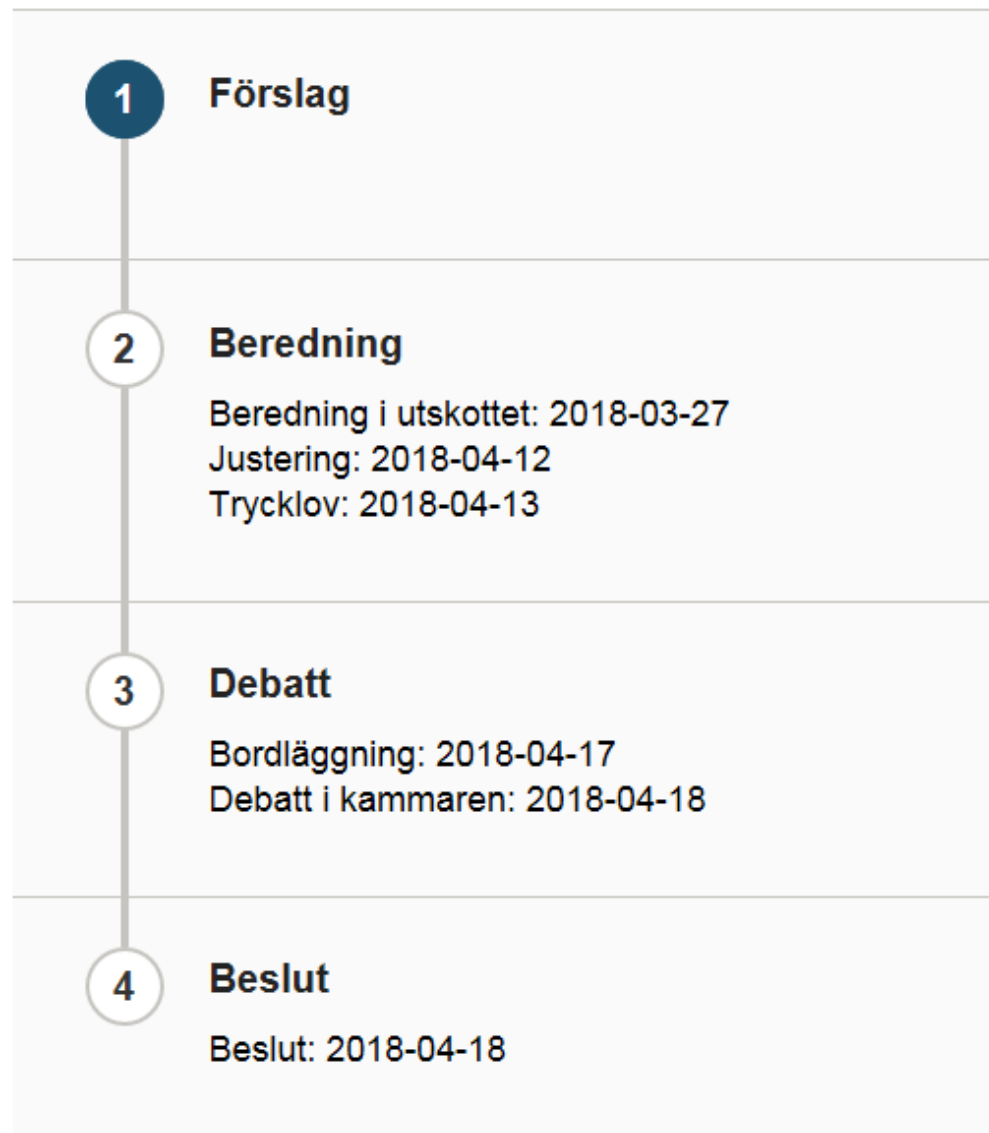 1 Förslag
2 Beredning
Beredning i utskottet: 2018-03-27
Justering: 2018-04-12
Trycklov: 2018-04-13
3 Debatt
Bordläggning: 2018-04-17
Debatt i kammaren: 2018-04-18
4 Beslut
Beslut: 2018-04-18